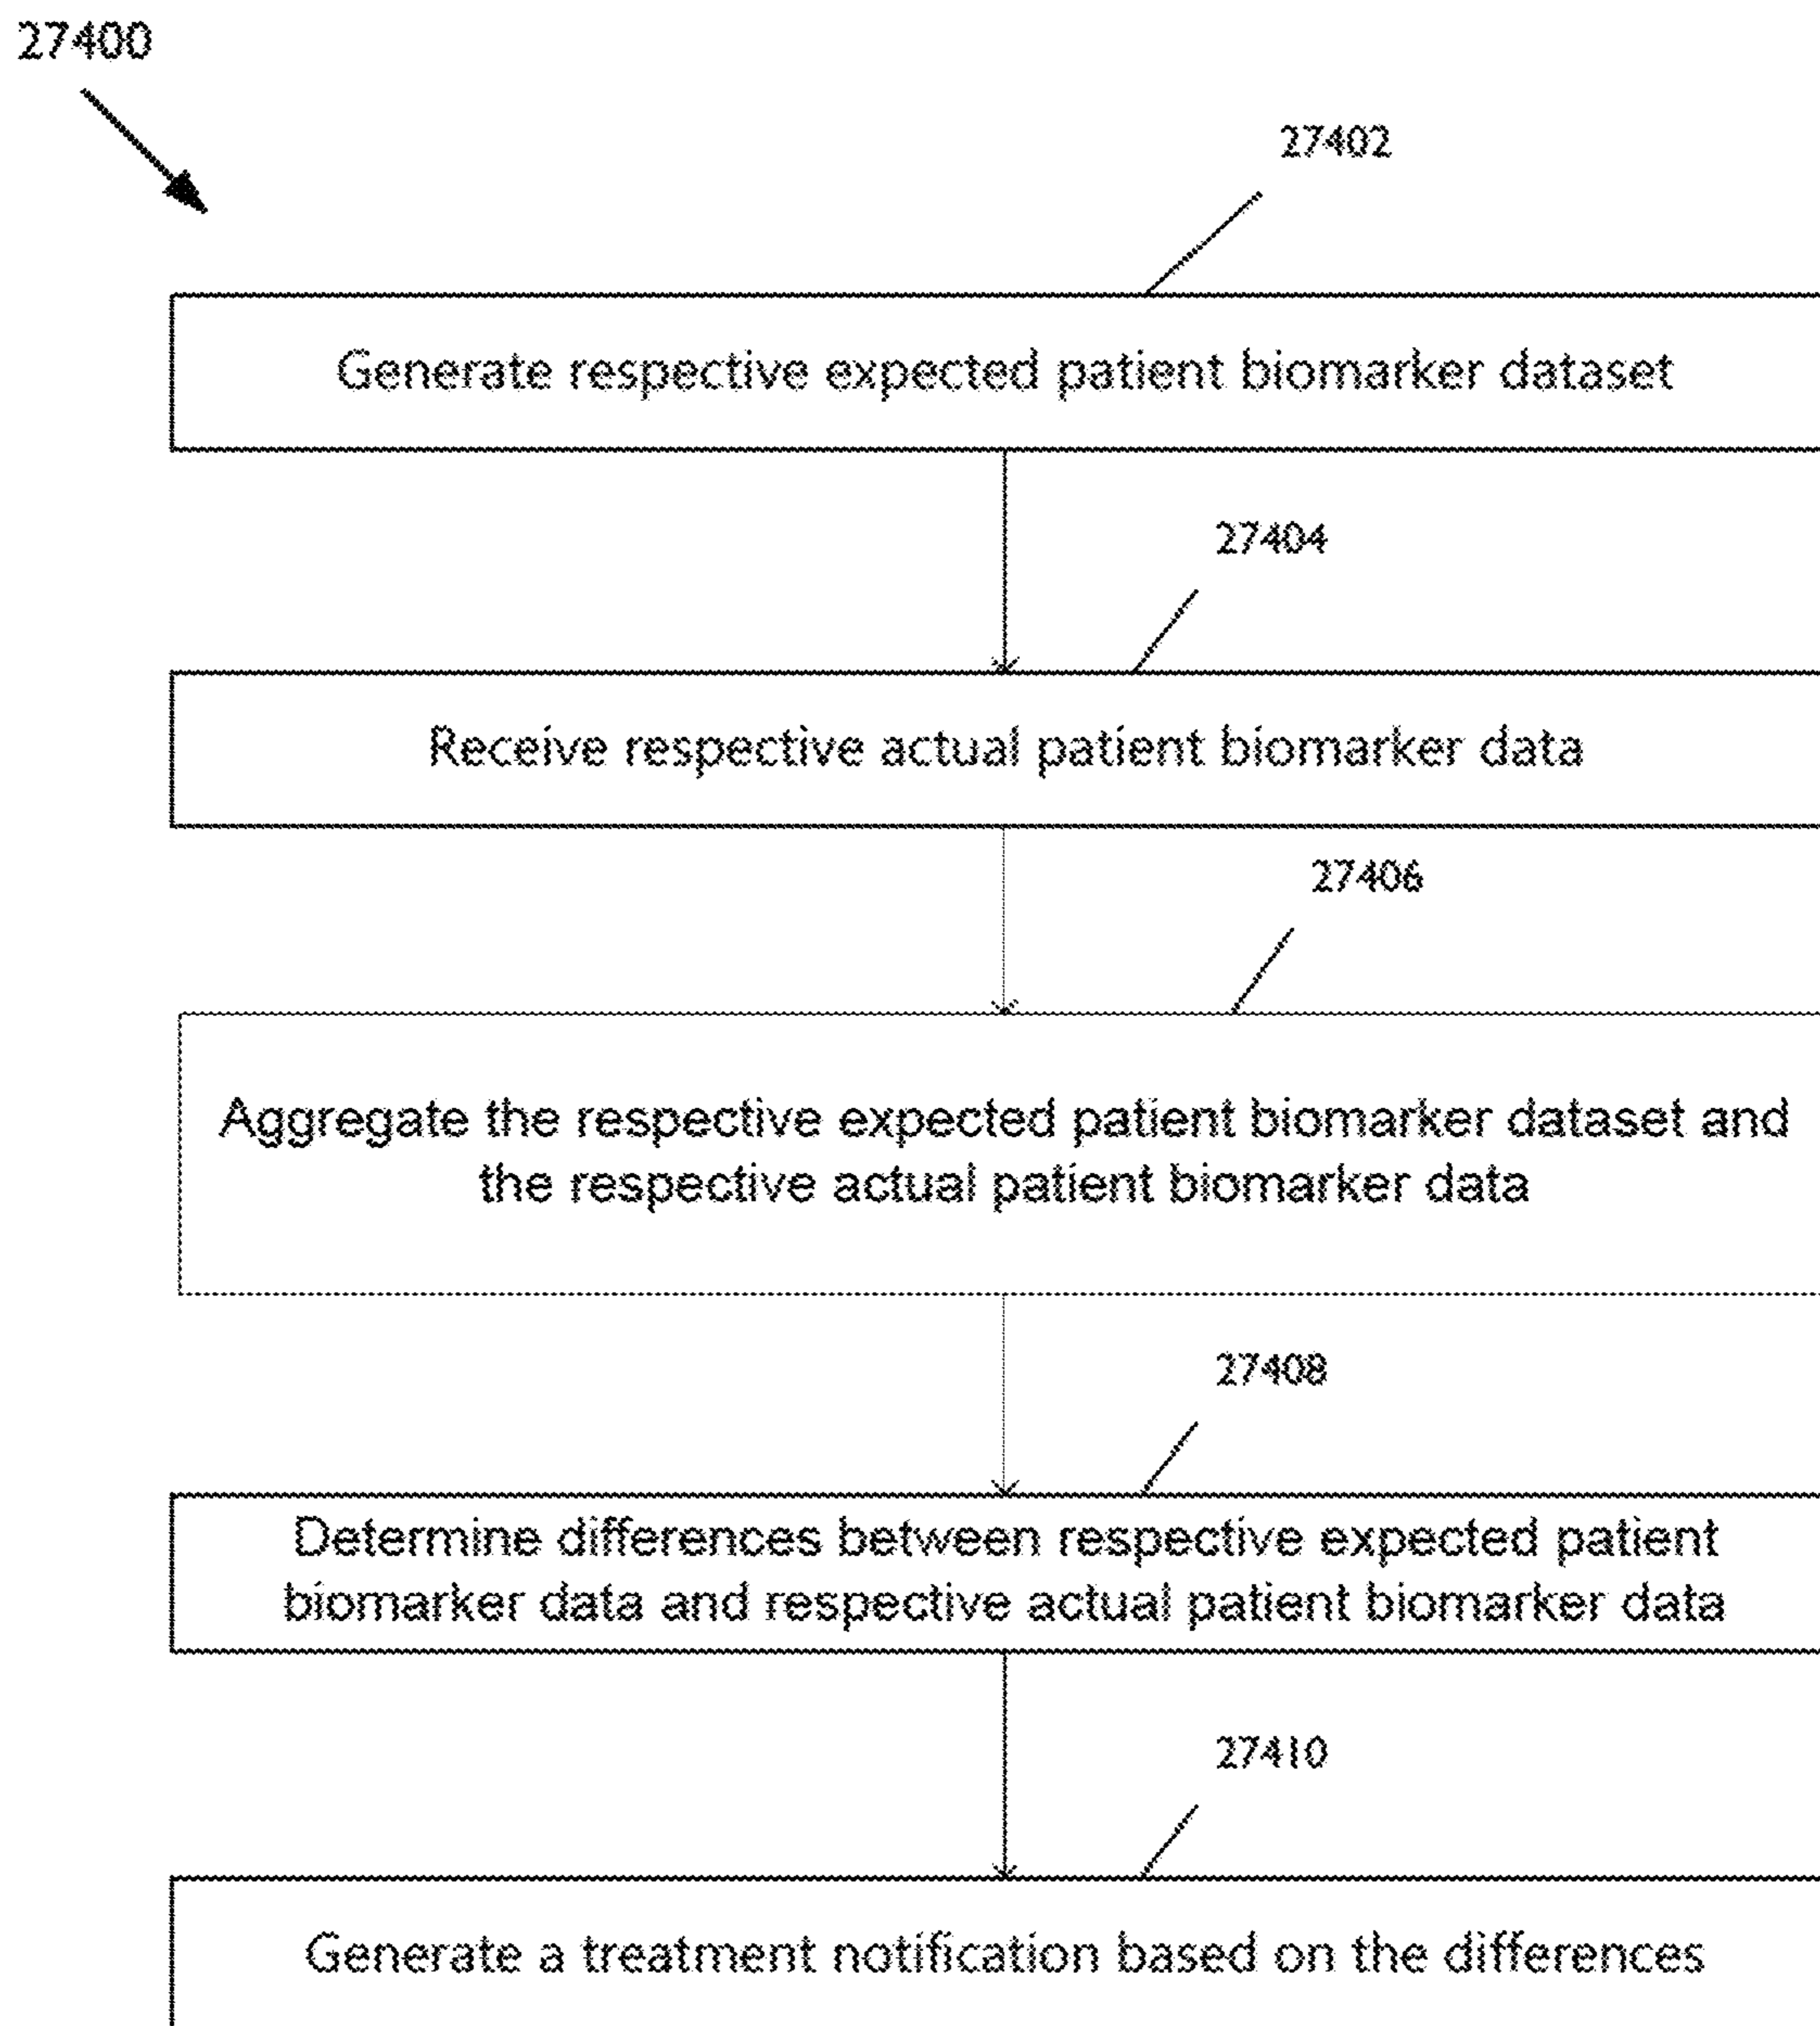 27400
27402
Generate respective expected patient biomarker dataset
27404
Receive respective actual patient biomarker data
27406
Aggregate the respective expected patient biomarker dataset and
the respective actual patient biomarker data
27408
Determine differences between respective expected patient
biomarker data and respective actual patient biomarker data
27410
Generate a treatment notification based on the differences